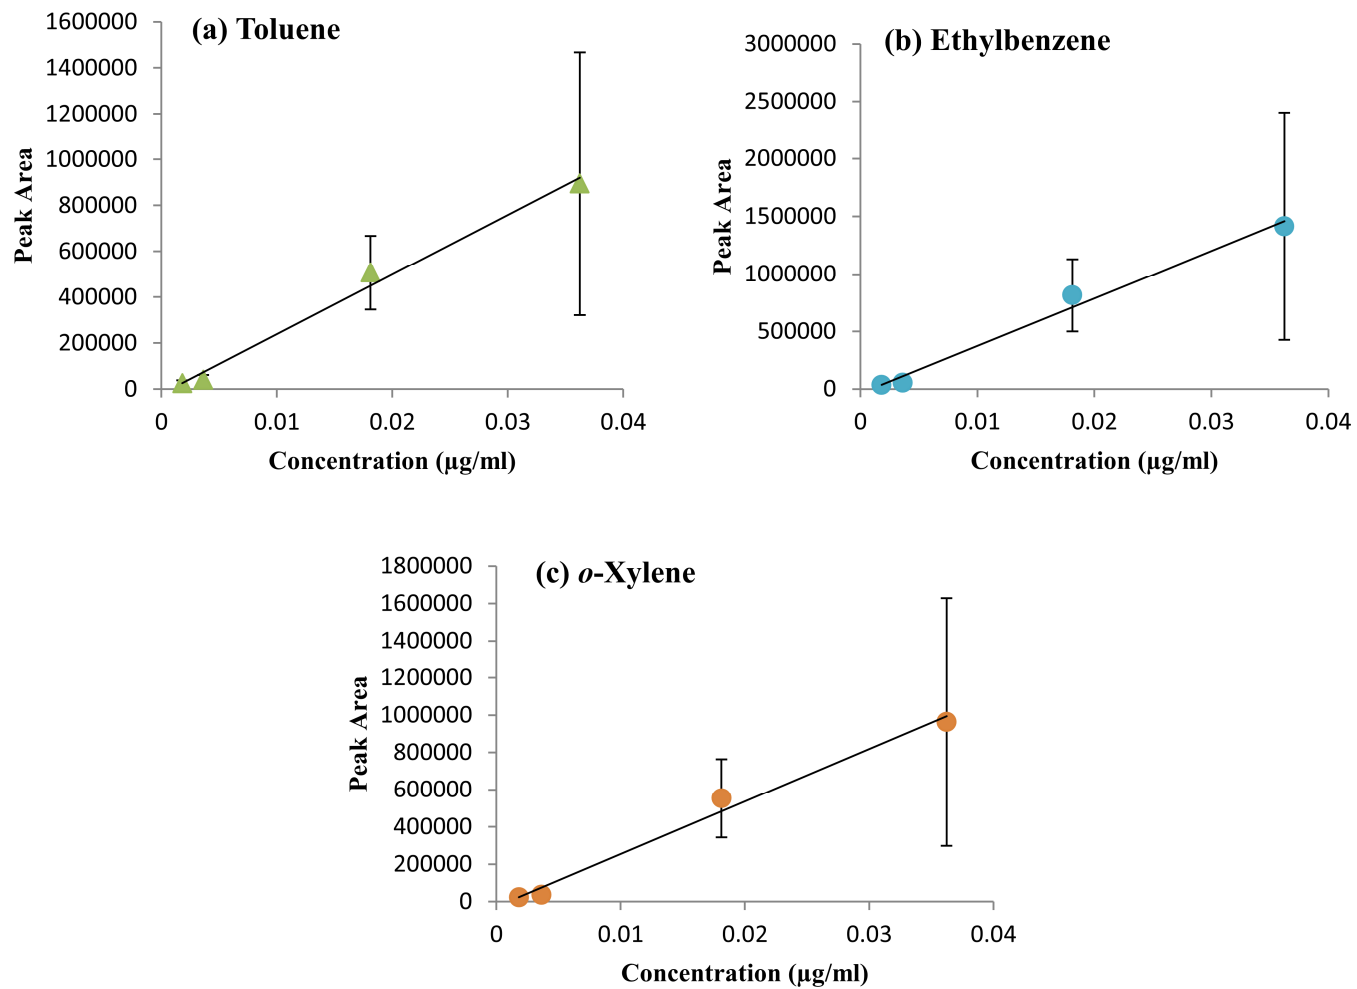 (a) Toluene
1600000
1400000
1200000
1000000
800000
600000
400000
200000
0
Peak Area
0 0.01 0.02 0.03 0.04
Concentration (µg/ml)
(b) Ethylbenzene
3000000
2500000
2000000
1500000
1000000
500000
0
Peak Area
0 0.01 0.02 0.03 0.04
Concentration (µg/ml)
(c) o-Xylene
1800000
1600000
1400000
1200000
1000000
800000
600000
400000
200000
0
Peak Area
0 0.01 0.02 0.03 0.04
Concentration (µg/ml)